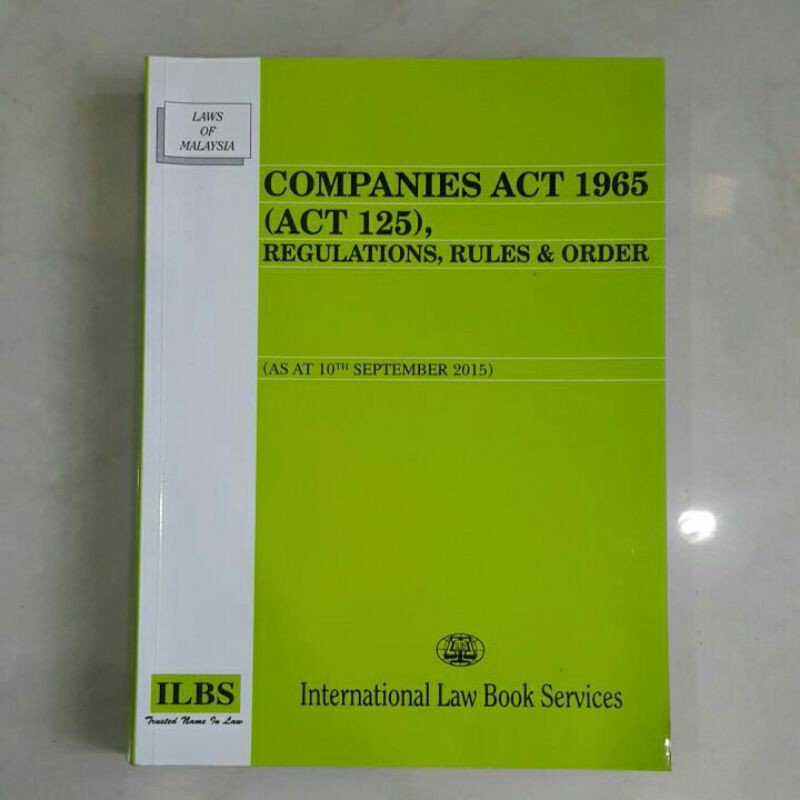 LAWS
OF
MALAYSIA
COMPANIES ACT 1965
(ACT 125),
REGULATIONS, RULES & ORDER
(AS AT 10TH SEPTEMBER 2015)
ILBS
Trusted Name In Law
International Law Book Services